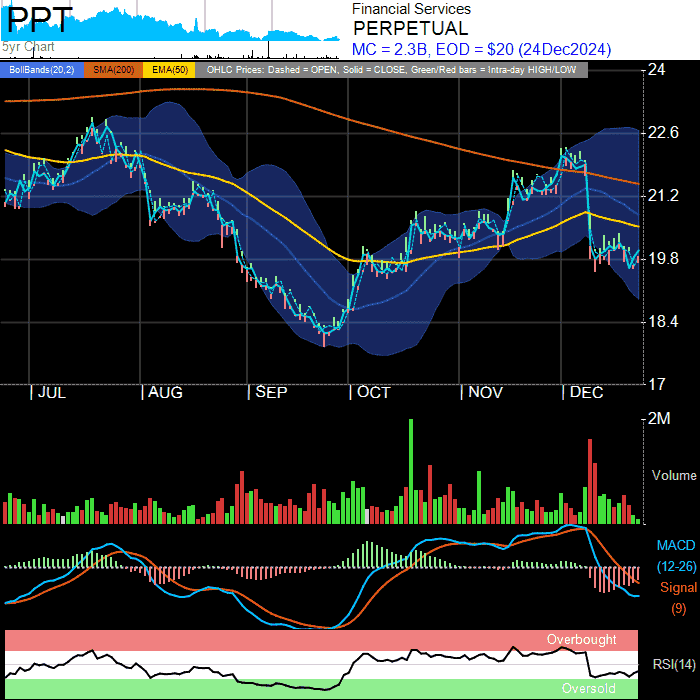 PPT
5yr Chart
Financial Services
PERPETUAL
MC = 2.3B, EOD = $20 (24Dec2024)
BollBands(20,2) SMA(200) EMA(50) OHLC Prices: Dashed = OPEN, Solid = CLOSE, Green/Red bars = Intra-day HIGH/LOW
24
22.6
21.2
19.8
18.4
17
JUL AUG SEP OCT NOV DEC
2M
Volume
MACD
(12-26)
Signal
(9)
Overbought
RSI(14)
Oversold